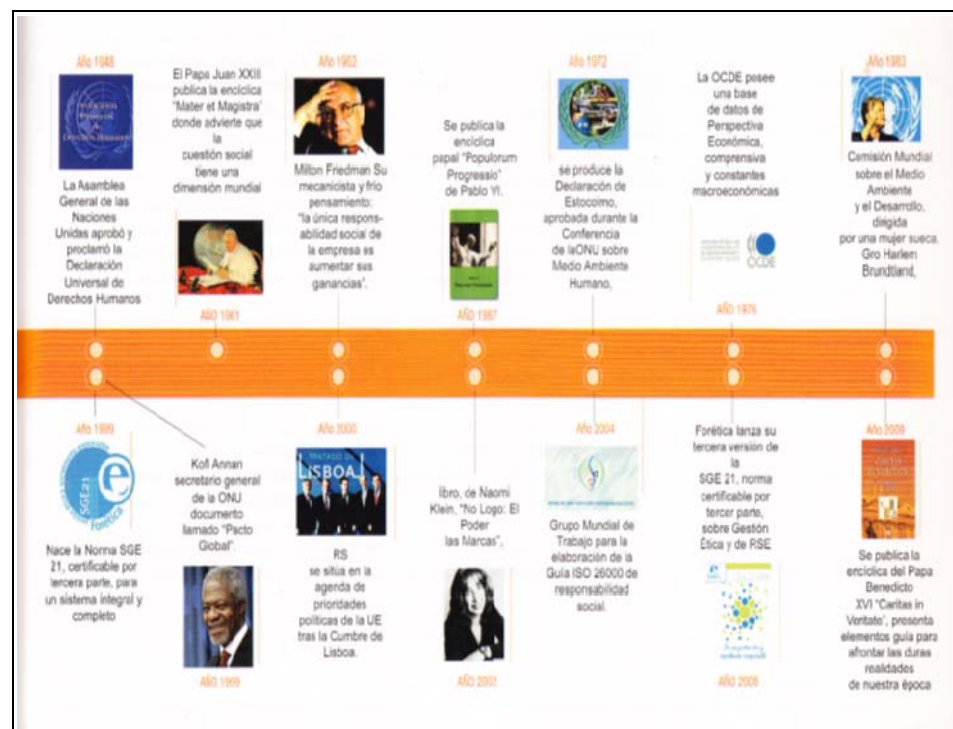 Año 1948
La Asamblea
General de las
Naciones
Unidas aprobó y
proclamó la
Declaración
Universal de
Derechos Humanos
El Papa Juan XXIII
publica la encíclica
"Mater et Magistra'
donde advierte que
la
cuestión social
tiene una
dimensión mundial
AÑO 1961
Año 1962
Milton Friedman Su
mecanicista y frío
pensamiento:
"la única respons-
abilidad social de
la empresa es
aumentar sus
ganancias'.
Se publica la
encíclica
papal "Populorum
Progressio"
de Pablo YI.
AÑO 1967
Año 1972
se produce la
Declaración de
Estocolmo,
aprobada durante la
Conferencia
de laONU sobre
Medio Ambiente
Humano,
La OCDE posee
una base
de datos de
Perspectiva
Económica,
comprensiva
y constantes
macroeconómicas
OCDE
AÑO 1976
Año 1983
Comisión Mundial
sobre el Medio
Ambiente
y el Desarrollo,
dirigida
por una mujer sueca.
Gro Harlem
Brundtland,
Año 1999
SGE21
Forética
Nace la Norma SGE
21, certificable por
tercera parte, para
un sistema integral y
completo
Kofi Annan
secretario general
de la ONU
documento
llamado "Pacto
Global".
AÑO 1999
Año 2000
TRATADO DE
LISBOA
RS
se sitúa en la
agenda de
prioridades
políticas de la UE
tras la Cumbre de
Lisboa.
libro, de Naomi
Klein, "No Logo: El
Poder
las Marcas",
AÑO 2002
Año 2004
Grupo Mundial de
Trabajo para la
elaboración de la
Guía ISO 26000 de
responsabilidad
social.
Forética lanza su
tercera versión de
la
SGE 21, norma
certificable por
tercer parte,
sobre Gestión
Ética y de RSE
AÑO 2008
Año 2009
Se publica la
encíclica del Papa
Benedicto
XVI "Caritas in
Veritate', presenta
elementos guía para
afrontar las duras
realidades
de nuestra época